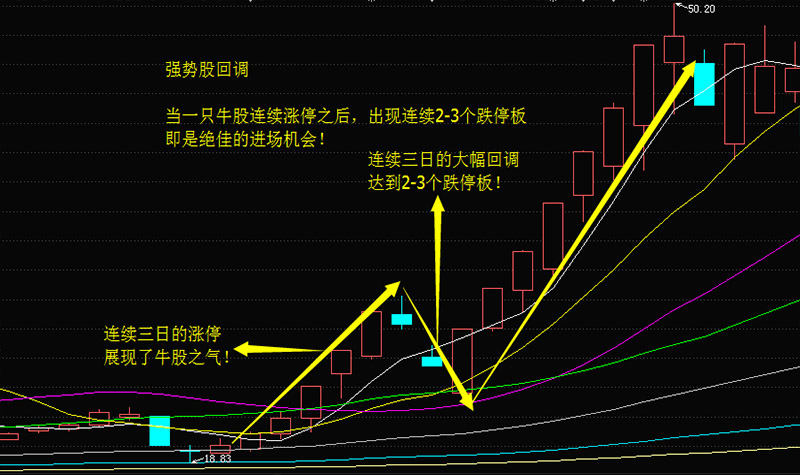 50.20
强势股回调
当一只牛股连续涨停之后，出现连续2-3个跌停板
即是绝佳的进场机会！
连续三日的大幅回调
达到2-3个跌停板！
连续三日的涨停
展现了牛股之气！
18.83